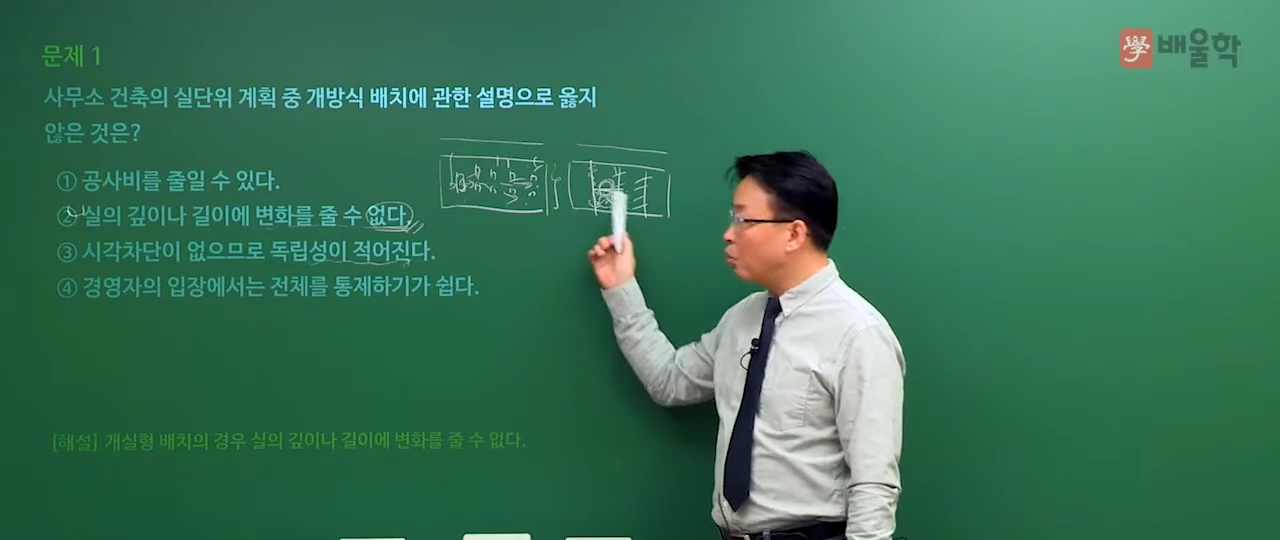 學 배울학
문제 1
사무소 건축의 실단위 계획 중 개방식 배치에 관한 설명으로 옳지
않은 것은?
① 공사비를 줄일 수 있다.
② 실의 깊이나 길이에 변화를 줄 수 없다.
③ 시각차단이 없으므로 독립성이 적어진다.
④ 경영자의 입장에서는 전체를 통제하기가 쉽다.
[해설] 개실형 배치의 경우 실의 깊이나 길이에 변화를 줄 수 없다.